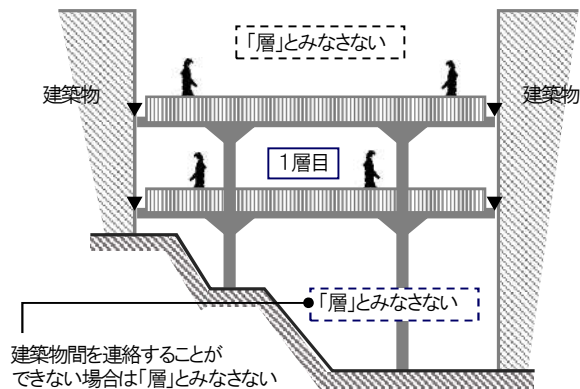 「層」とみなさない
建築物
建築物
1層目
「層」とみなさない
建築物間を連絡することが
できない場合は「層」とみなさない